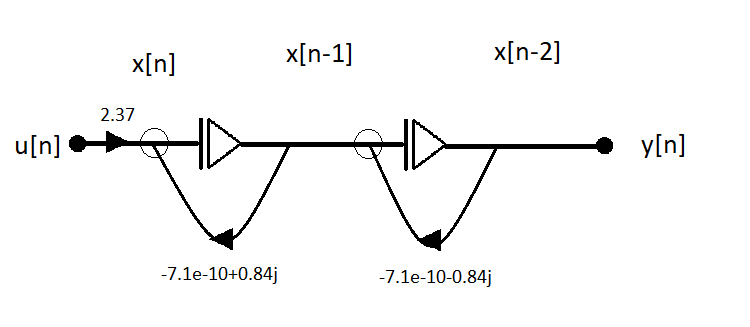 x[n]
x[n-1]
x[n-2]
2.37
u[n]
y[n]
-7.1e-10+0.84j
-7.1e-10-0.84j